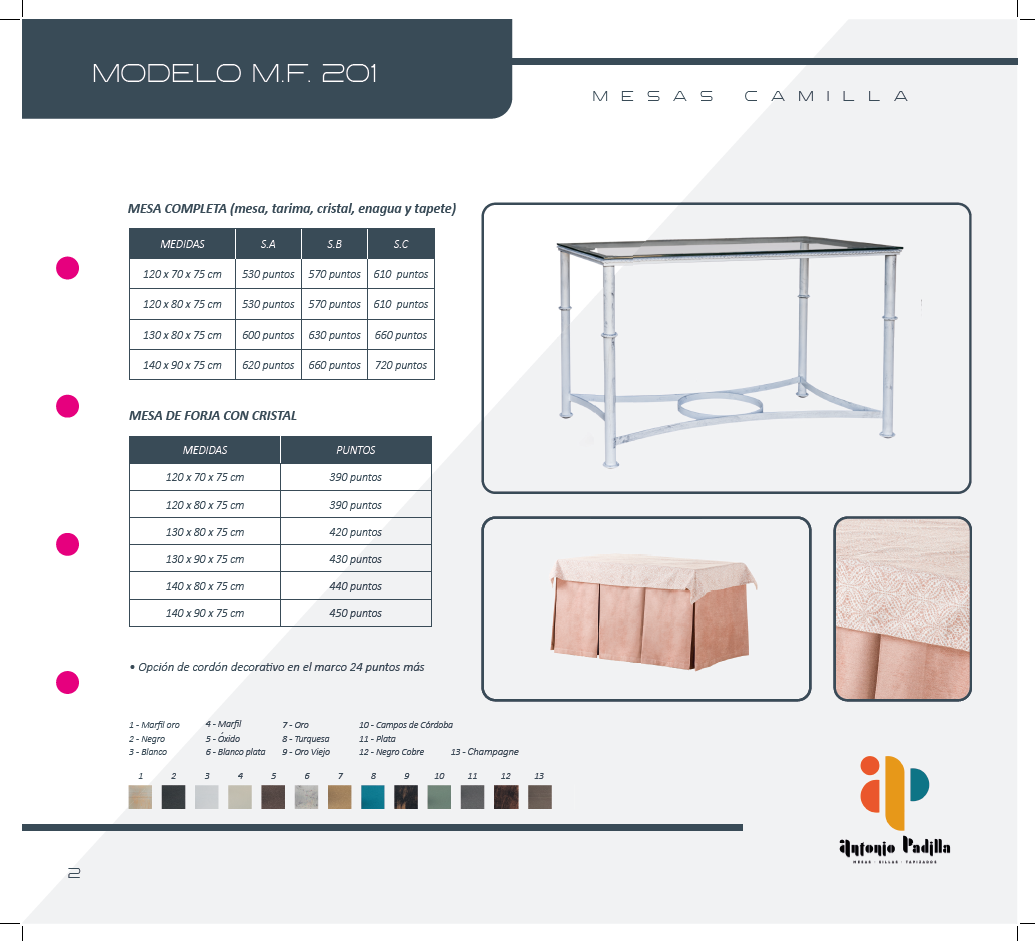 MODELO M.F. 201
MESAS CAMILLA
MESA COMPLETA (mesa, tarima, cristal, enagua y tapete)
MEDIDAS S.A S.B S.C
120 x 70 x 75 cm 530 puntos 570 puntos 610 puntos
120 x 80 x 75 cm 530 puntos 570 puntos 610 puntos
130 x 80 x 75 cm 600 puntos 630 puntos 660 puntos
140 x 90 x 75 cm 620 puntos 660 puntos 720 puntos
MESA DE FORJA CON CRISTAL
MEDIDAS PUNTOS
120 x 70 x 75 cm 390 puntos
120 x 80 x 75 cm 390 puntos
130 x 80 x 75 cm 420 puntos
130 x 90 x 75 cm 430 puntos
140 x 80 x 75 cm 440 puntos
140 x 90 x 75 cm 450 puntos
• Opción de cordón decorativo en el marco 24 puntos más
1 - Marfil oro 4 - Marfil 7 - Oro 10 - Campos de Córdoba
2 - Negro 5 - Óxido 8 - Turquesa 11 - Plata
3 - Blanco 6 - Blanco plata 9 - Oro Viejo 12 - Negro Cobre 13 - Champagne
1 2 3 4 5 6 7 8 9 10 11 12 13
Antonio Padilla
MESAS · SILLAS · TAPIZADOS
2